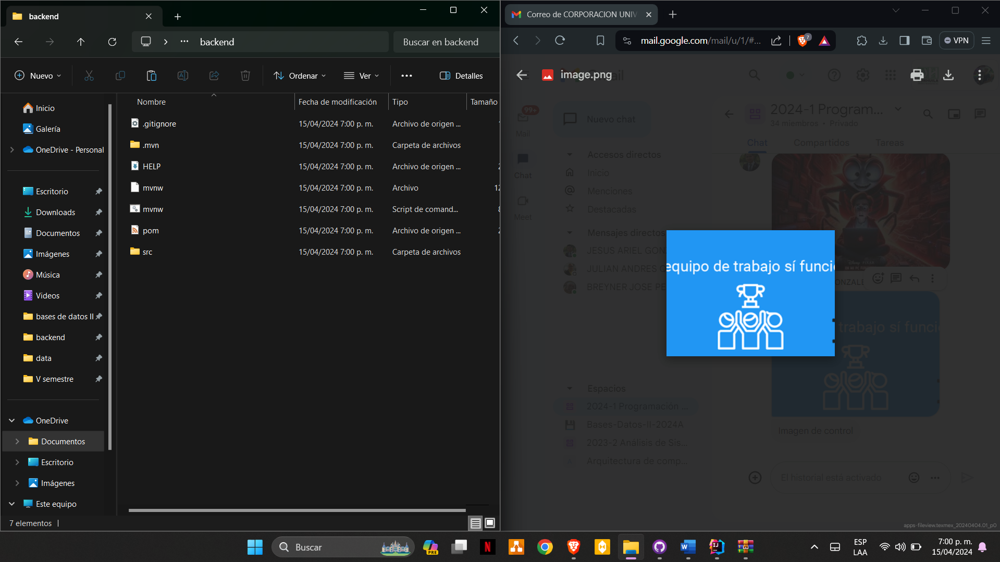 backend
backend
Buscar en backend
Nuevo
Ordenar
Ver
Detalles
Nombre
Fecha de modificación
Tipo
Tamaño
.gitignore
15/04/2024 7:00 p. m.
Archivo de origen ...
.mvn
15/04/2024 7:00 p. m.
Carpeta de archivos
HELP
15/04/2024 7:00 p. m.
Archivo de origen ...
mvnw
15/04/2024 7:00 p. m.
Archivo
12
mvnw
15/04/2024 7:00 p. m.
Script de comand...
pom
15/04/2024 7:00 p. m.
Archivo de origen ...
src
15/04/2024 7:00 p. m.
Carpeta de archivos
Inicio
Galería
OneDrive - Personal
Escritorio
Downloads
Documentos
Imágenes
Música
Videos
bases de datos II
backend
data
V semestre
OneDrive
Documentos
Escritorio
Imágenes
Este equipo
7 elementos
Correo de CORPORACION UNIV
mail.google.com/mail/u/1/#...
7
VPN
image.png
99+
Mail
Chat
Meet
Nuevo chat
Accesos directos
Inicio
Menciones
Destacadas
Mensajes directos
JESUS ARIEL GON
JULIAN ANDRES
BREYNER JOSE PE
Espacios
2024-1 Programación ...
Bases-Datos-II-2024A
2023-2 Análisis de Sis...
Arquitectura de comp...
2024-1 Program...
34 miembros • Privado
Chat
Compartidos
Tareas
equipo de trabajo sí funci
trabajo sí funci
Imagen de control
El historial está activado
apps-fileview.texmex_20240404.01_p0
Buscar
PRE
ESP
LAA
7:00 p. m.
15/04/2024